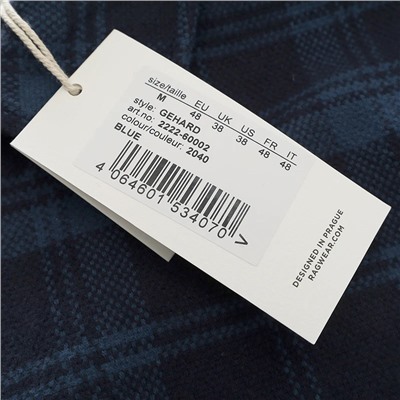 size/taille EU UK US FR IT
M 48 38 38 48 48
style: GEHARD
art.no.: 2222-60002
colour/couleur: 2040
BLUE
4 064601 534070 >
DESIGNED IN PRAGUE
RAGWEAR.COM